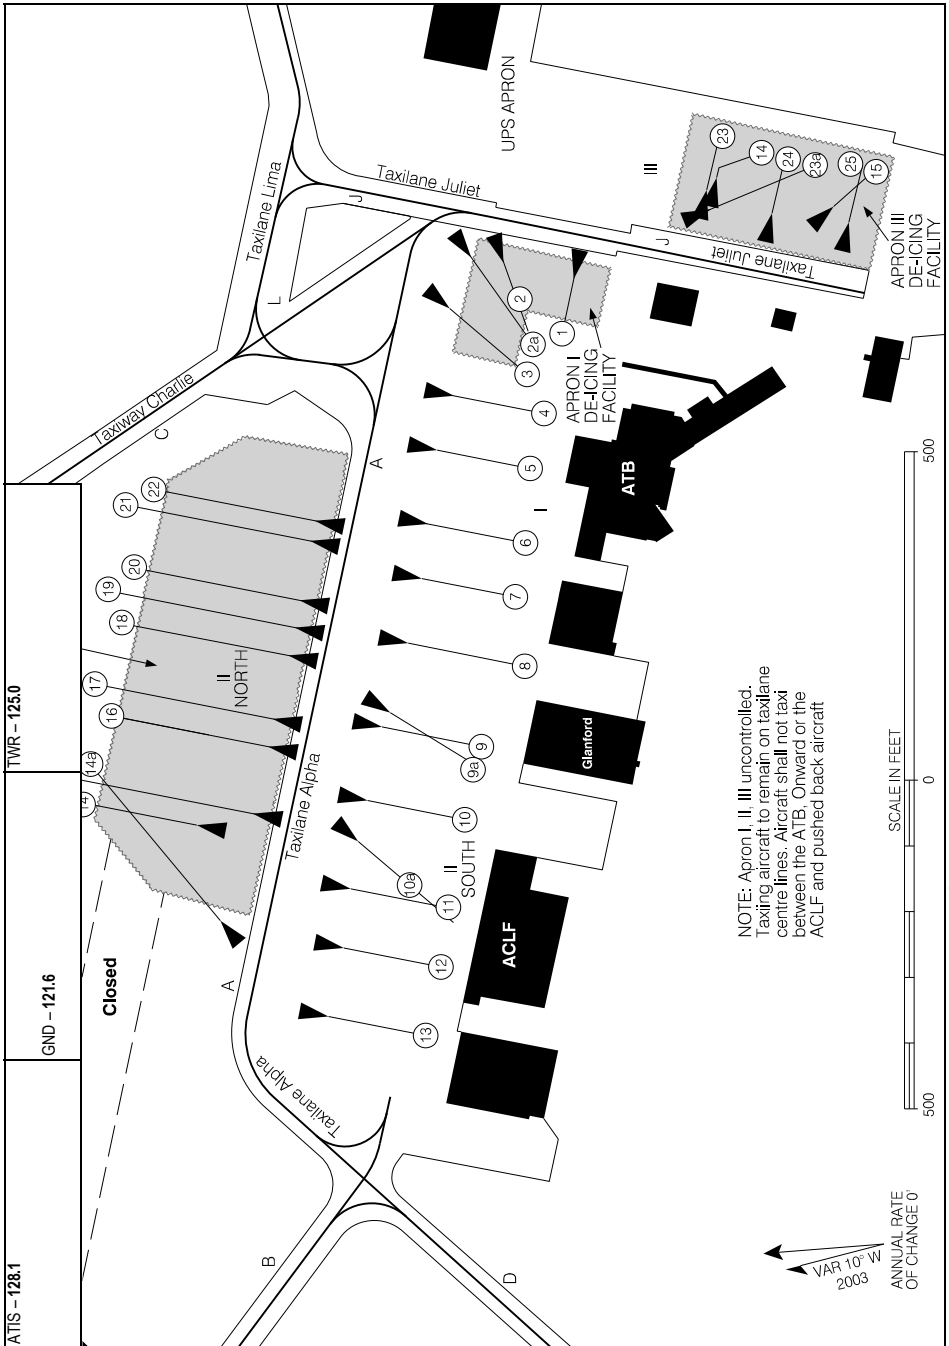 ATIS – 128.1
GND – 121.6
TWR – 125.0
Closed
14
14a
16
17
18
19
20
21
22
II
NORTH
Taxiway Charlie
C
Taxilane Lima
L
J
Taxilane Juliet
UPS APRON
III
J
Taxilane Juliet
23
14
24
23a
25
15
APRON III
DE-ICING
FACILITY
A
A
Taxilane Alpha
Taxilane Alpha
B
D
1
2
2a
3
4
5
6
7
8
9
9a
10
10a
11
12
13
I
II
SOUTH
APRON I
DE-ICING
FACILITY
ATB
Glanford
ACLF
NOTE: Apron I, II, III uncontrolled.
Taxiing aircraft to remain on taxilane
centre lines. Aircraft shall not taxi
between the ATB, Onward or the
ACLF and pushed back aircraft
SCALE IN FEET
500
0
500
VAR 10° W
2003
ANNUAL RATE
OF CHANGE 0'